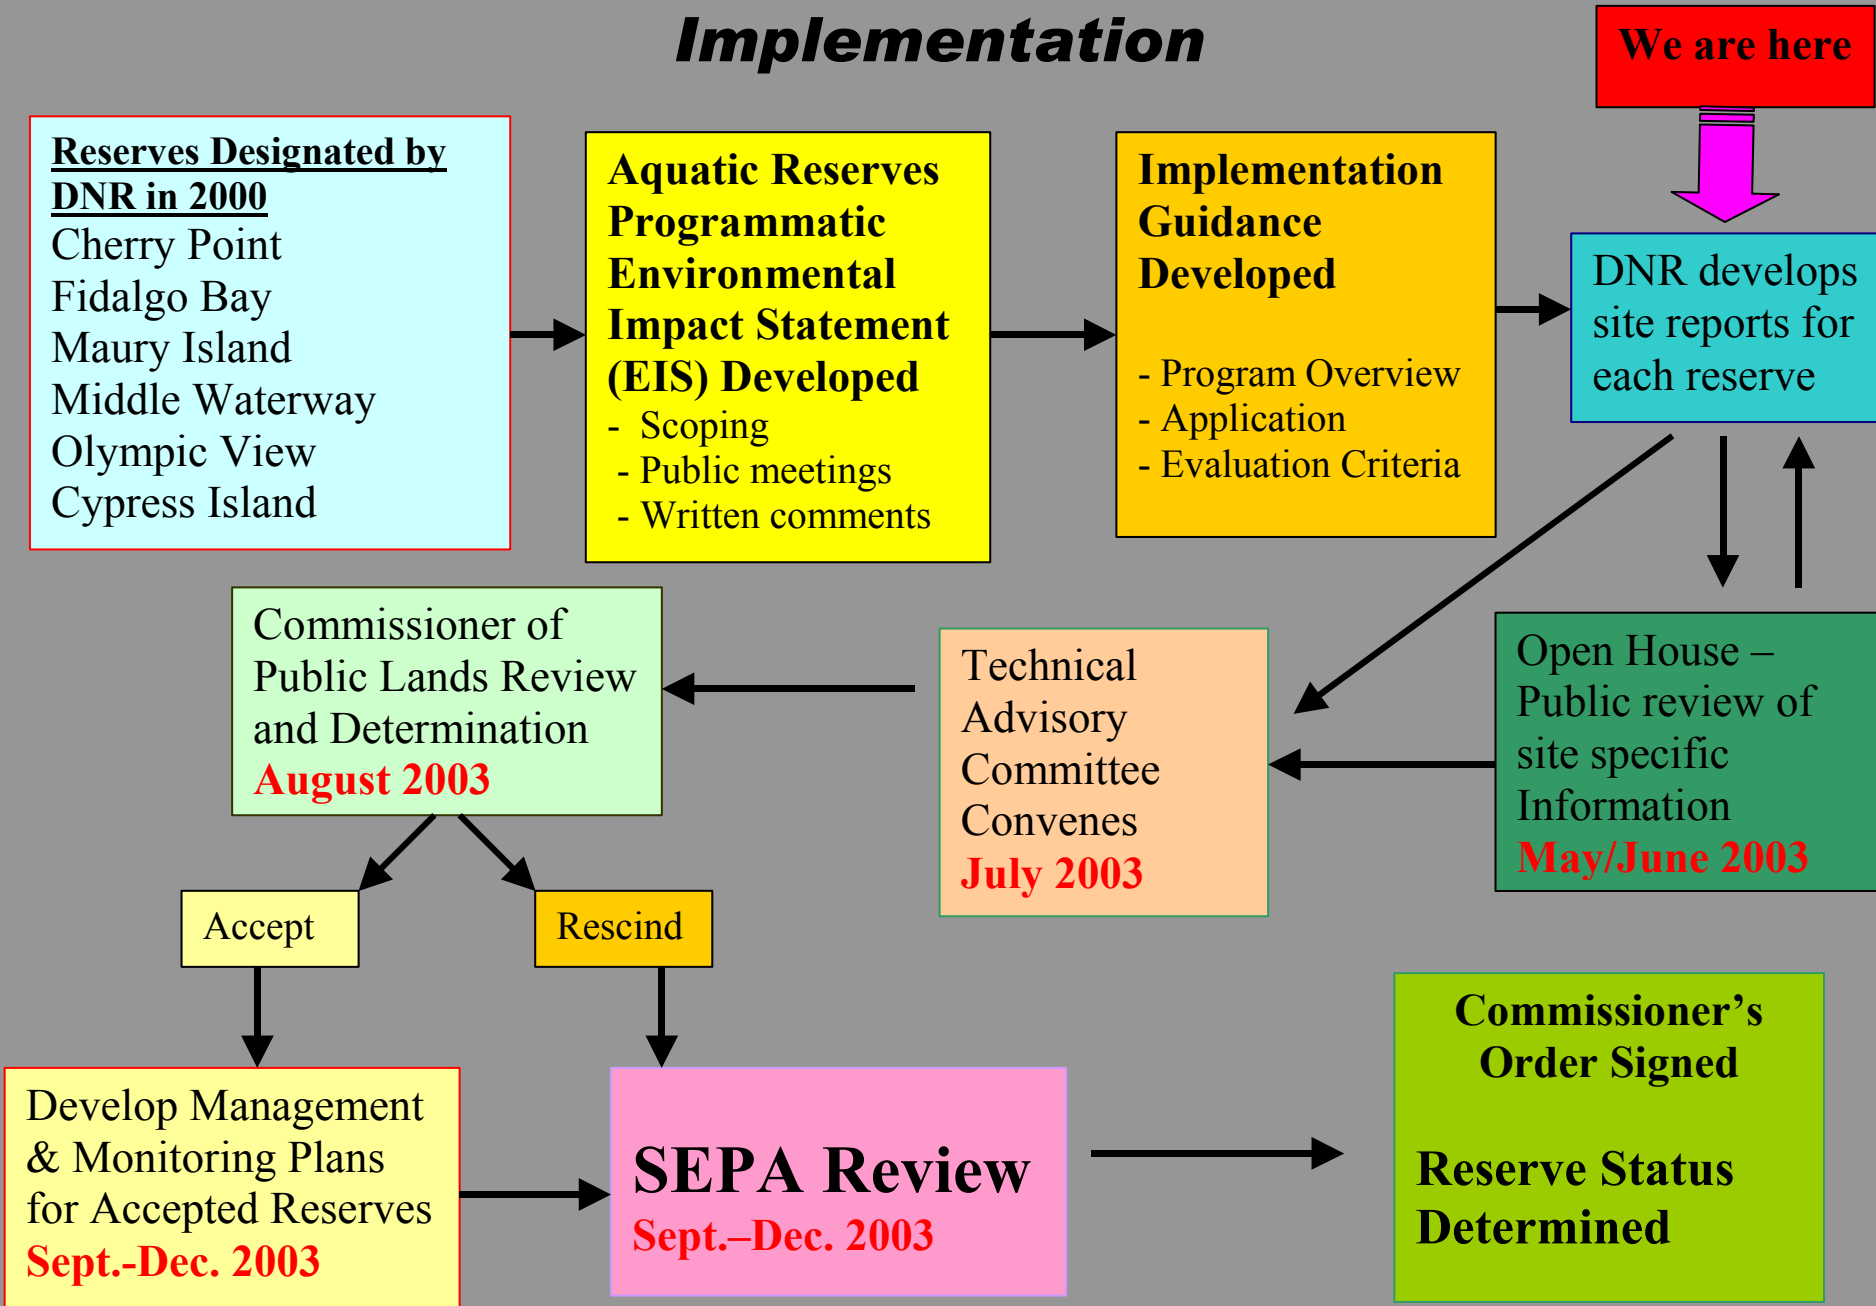 Implementation
We are here
Reserves Designated by
DNR in 2000
Cherry Point
Fidalgo Bay
Maury Island
Middle Waterway
Olympic View
Cypress Island
Aquatic Reserves
Programmatic
Environmental
Impact Statement
(EIS) Developed
- Scoping
- Public meetings
- Written comments
Implementation
Guidance
Developed
- Program Overview
- Application
- Evaluation Criteria
DNR develops
site reports for
each reserve
Open House –
Public review of
site specific
Information
May/June 2003
Technical
Advisory
Committee
Convenes
July 2003
Commissioner of
Public Lands Review
and Determination
August 2003
Accept
Rescind
Develop Management
& Monitoring Plans
for Accepted Reserves
Sept.-Dec. 2003
SEPA Review
Sept.–Dec. 2003
Commissioner’s
Order Signed
Reserve Status
Determined